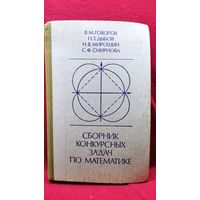 В.М.ГОВОРОВ
П.Т.ДЫБОВ
Н.В.МИРОШИН
С.Ф.СМИРНОВА
СБОРНИК
КОНКУРСНЫХ
ЗАДАЧ
ПО МАТЕМАТИКЕ